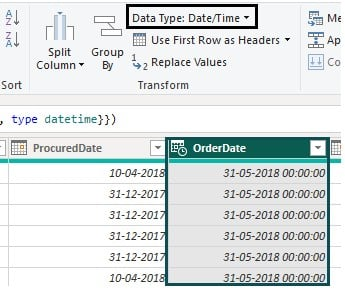 A
Z
Z
A
Sort
Split
Column
Group
By
Data Type: Date/Time
Use First Row as Headers
1
2
Replace Values
Transform
Me
Ap
Co
, type datetime}})
ProcuredDate
OrderDate
10-04-2018
31-05-2018 00:00:00
31-12-2017
31-05-2018 00:00:00
31-12-2017
31-05-2018 00:00:00
31-12-2017
31-05-2018 00:00:00
31-12-2017
31-05-2018 00:00:00
10-04-2018
31-05-2018 00:00:00